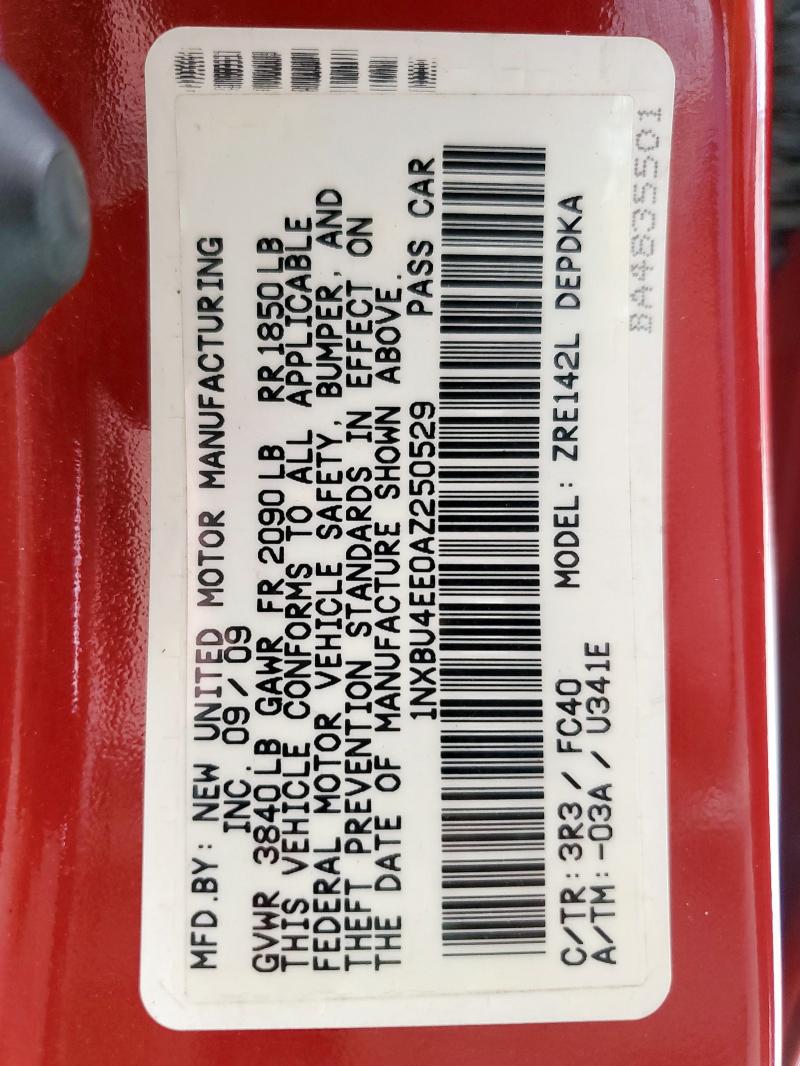 MFD.BY: NEW UNITED MOTOR MANUFACTURING
INC. 09/09
GVWR 3840LB GAWR FR 2090LB RR1850LB
THIS VEHICLE CONFORMS TO ALL APPLICABLE
FEDERAL MOTOR VEHICLE SAFETY, BUMPER, AND
THEFT PREVENTION STANDARDS IN EFFECT ON
THE DATE OF MANUFACTURE SHOWN ABOVE.
1NXBU4EE0AZ250529 PASS CAR
C/TR: 3R3/FC40 MODEL: ZRE142L DEPDKA
A/TM: -03A/U341E
BA4835501